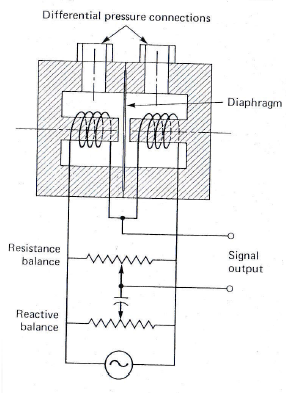 Differential pressure connections
Diaphragm
Resistance
balance
Signal
output
Reactive
balance